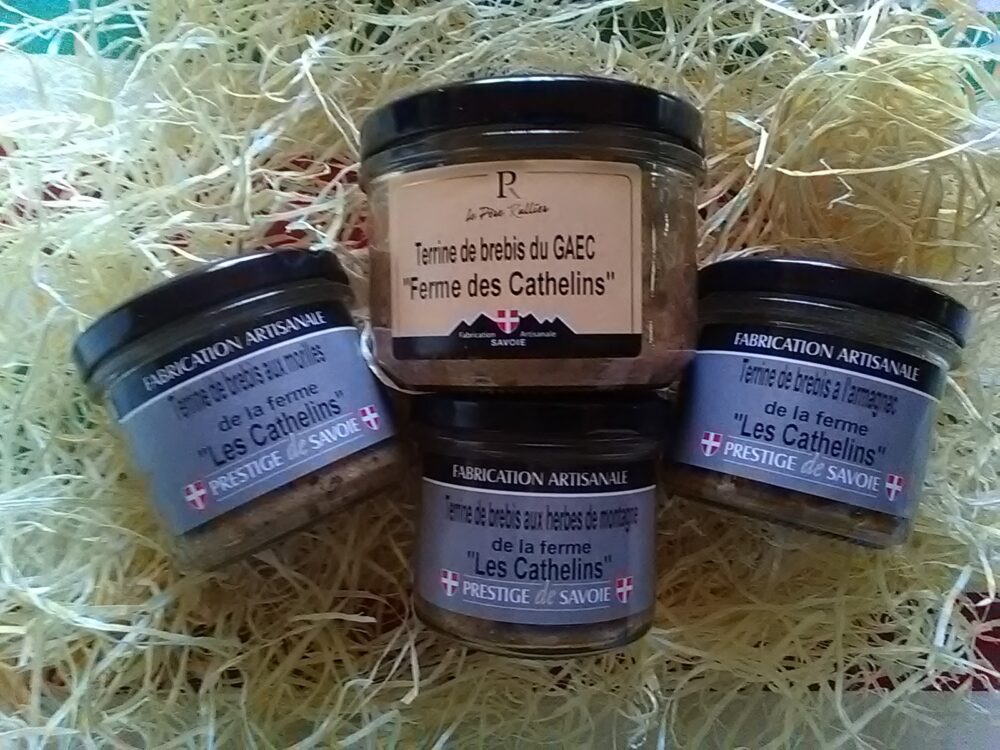 PR
le Père Rullier
Terrine de brebis du GAEC
"Ferme des Cathelins"
Fabrication Artisanale
SAVOIE
FABRICATION ARTISANALE
Terrine de brebis aux morilles
de la ferme
"Les Cathelins"
PRESTIGE de SAVOIE
FABRICATION ARTISANALE
Terrine de brebis aux herbes de montagne
de la ferme
"Les Cathelins"
PRESTIGE de SAVOIE
FABRICATION ARTISANALE
Terrine de brebis a l'armagnac
de la ferme
"Les Cathelins"
PRESTIGE de SAVOIE